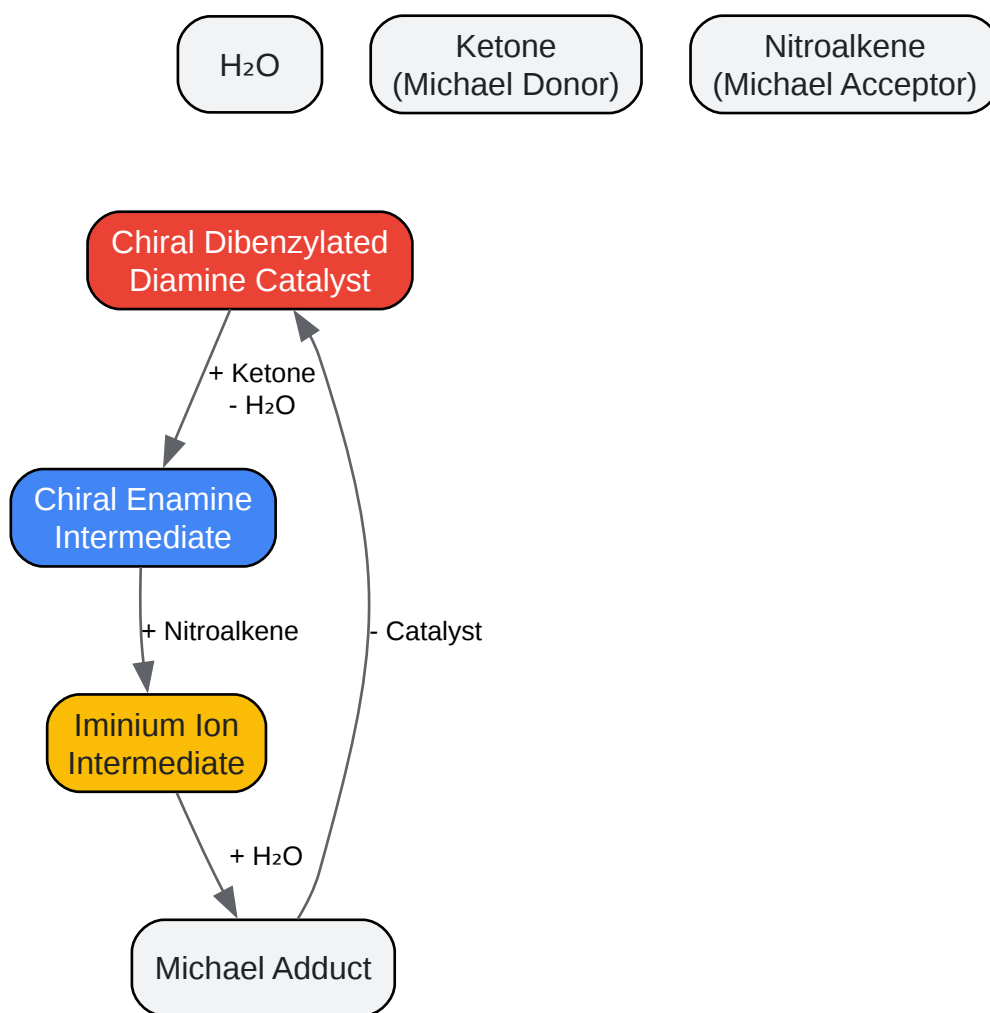 H₂O
Ketone
(Michael Donor)
Nitroalkene
(Michael Acceptor)
Chiral Dibenzylated
Diamine Catalyst
+ Ketone
- H₂O
Chiral Enamine
Intermediate
+ Nitroalkene
- Catalyst
Iminium Ion
Intermediate
+ H₂O
Michael Adduct